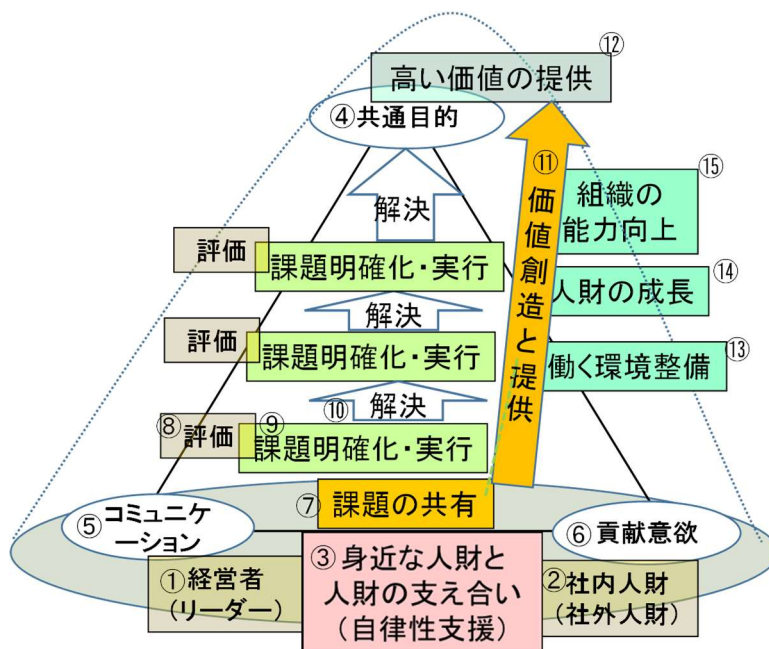 ⑫
高い価値の提供
④共通目的
⑪
価値創造と提供
⑮
組織の
能力向上
解決
評価
課題明確化・実行
⑭
人財の成長
解決
評価
課題明確化・実行
⑬
働く環境整備
⑩
解決
⑧評価
⑨
課題明確化・実行
⑦課題の共有
⑤コミュニケ
ーション
⑥貢献意欲
①経営者
(リーダー)
③身近な人財と
人財の支え合い
(自律性支援)
②社内人財
(社外人財)